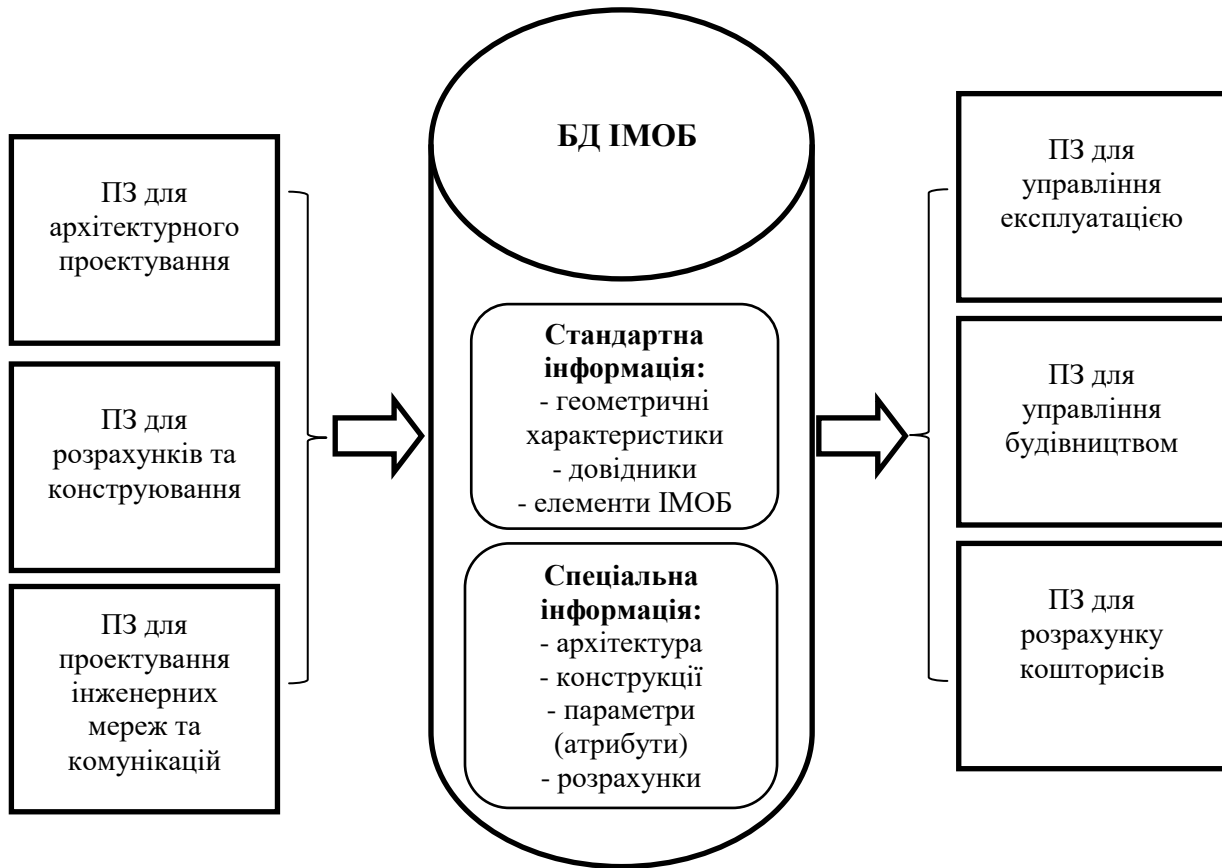 ПЗ для
архітектурного
проектування
ПЗ для
розрахунків та
конструювання
ПЗ для
проектування
інженерних
мереж та
комунікацій
БД ІМОБ
Стандартна
інформація:
- геометричні
характеристики
- довідники
- елементи ІМОБ
Спеціальна
інформація:
- архітектура
- конструкції
- параметри
(атрибути)
- розрахунки
ПЗ для
управління
експлуатацією
ПЗ для
управління
будівництвом
ПЗ для
розрахунку
кошторисів